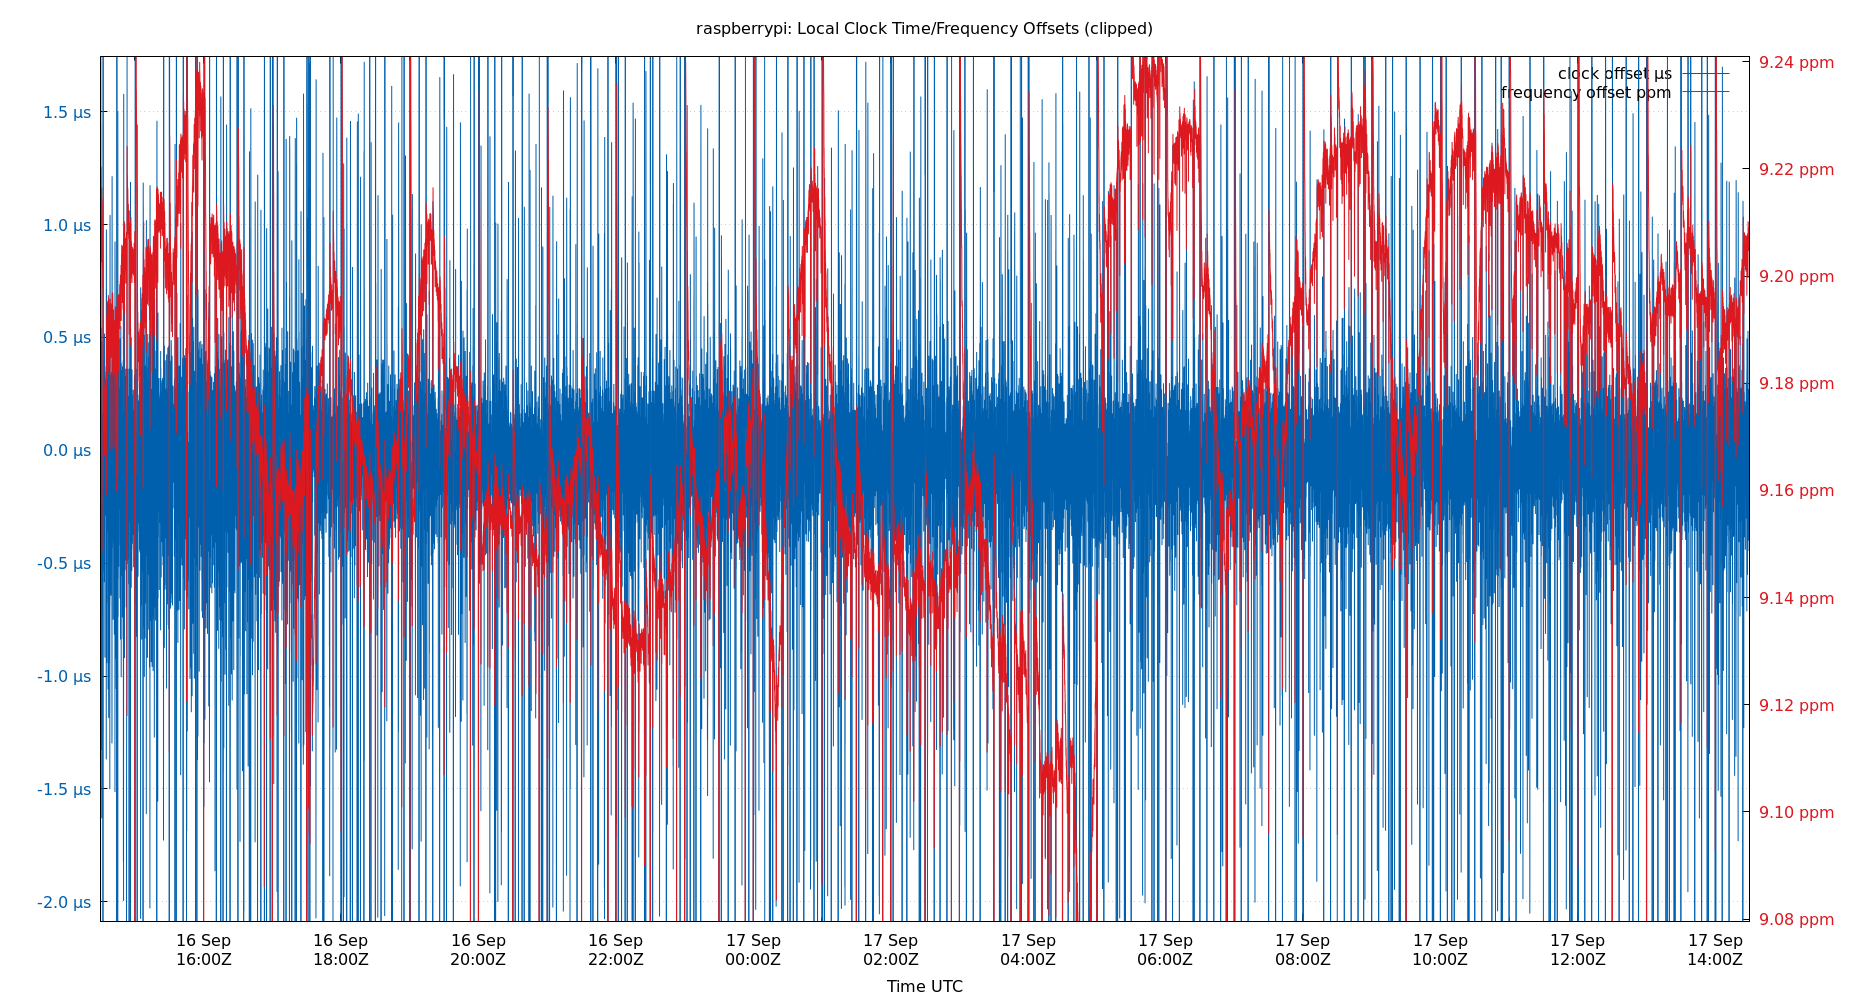 raspberrypi: Local Clock Time/Frequency Offsets (clipped)
clock offset µs
frequency offset ppm
1.5 µs
1.0 µs
0.5 µs
0.0 µs
-0.5 µs
-1.0 µs
-1.5 µs
-2.0 µs
9.24 ppm
9.22 ppm
9.20 ppm
9.18 ppm
9.16 ppm
9.14 ppm
9.12 ppm
9.10 ppm
9.08 ppm
16 Sep
16:00Z
16 Sep
18:00Z
16 Sep
20:00Z
16 Sep
22:00Z
17 Sep
00:00Z
17 Sep
02:00Z
17 Sep
04:00Z
17 Sep
06:00Z
17 Sep
08:00Z
17 Sep
10:00Z
17 Sep
12:00Z
17 Sep
14:00Z
Time UTC